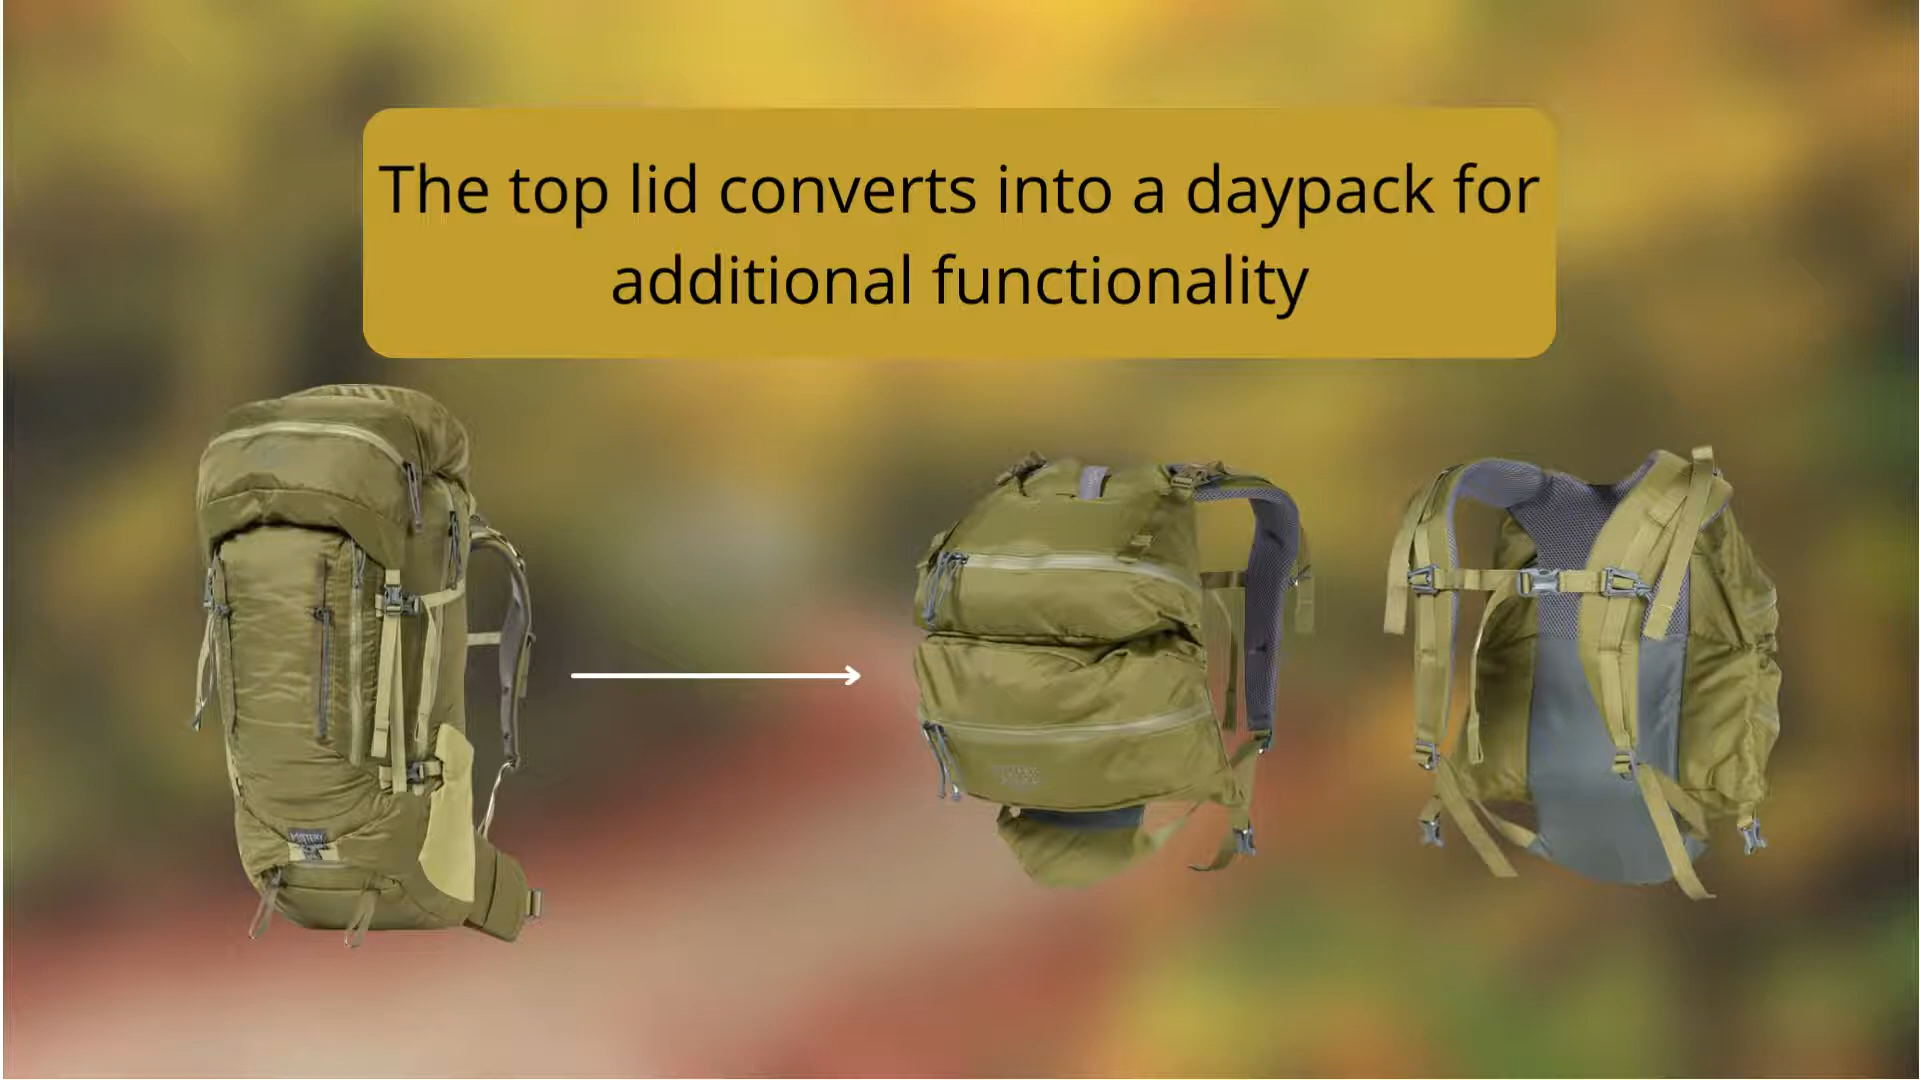 The top lid converts into a daypack for
additional functionality